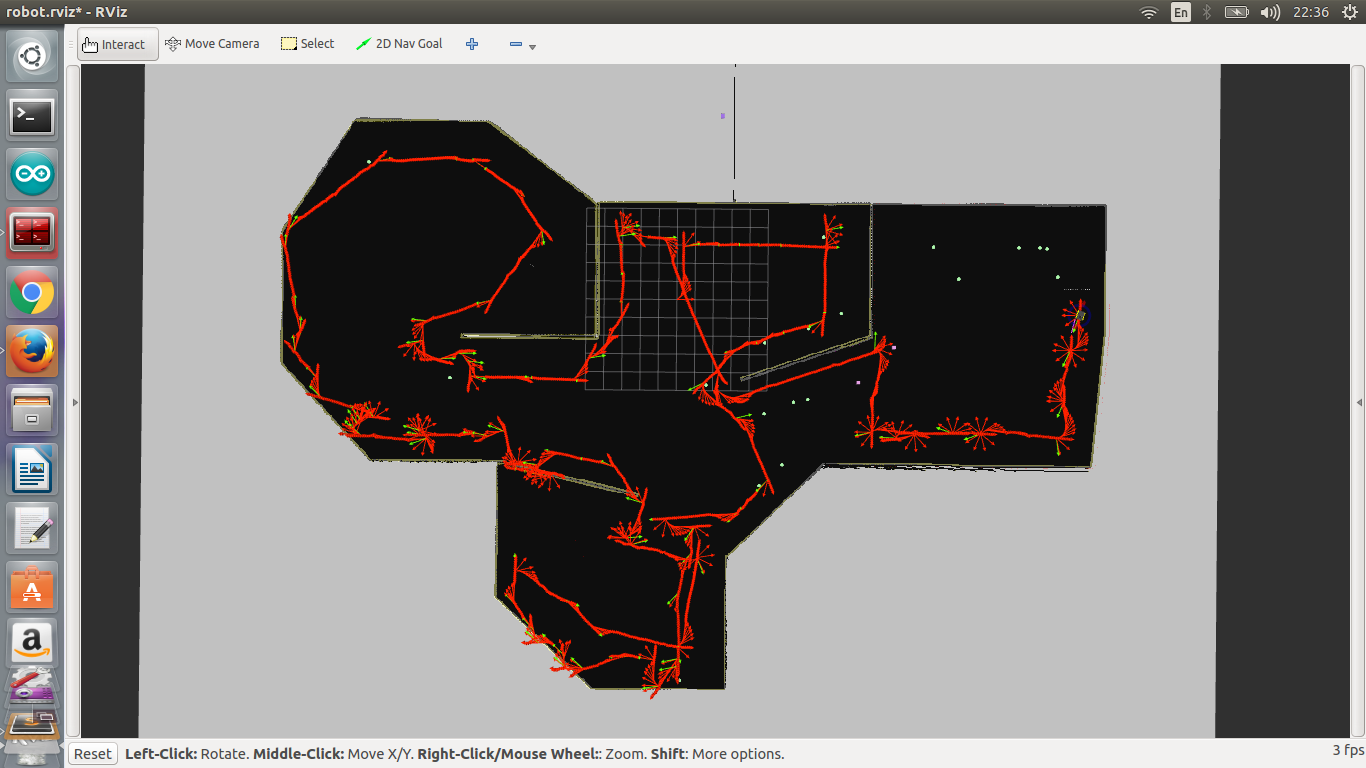 robot.rviz* - RViz
En
22:36
Interact
Move Camera
Select
2D Nav Goal
Reset
Left-Click: Rotate. Middle-Click: Move X/Y. Right-Click/Mouse Wheel:: Zoom. Shift: More options.
3 fps